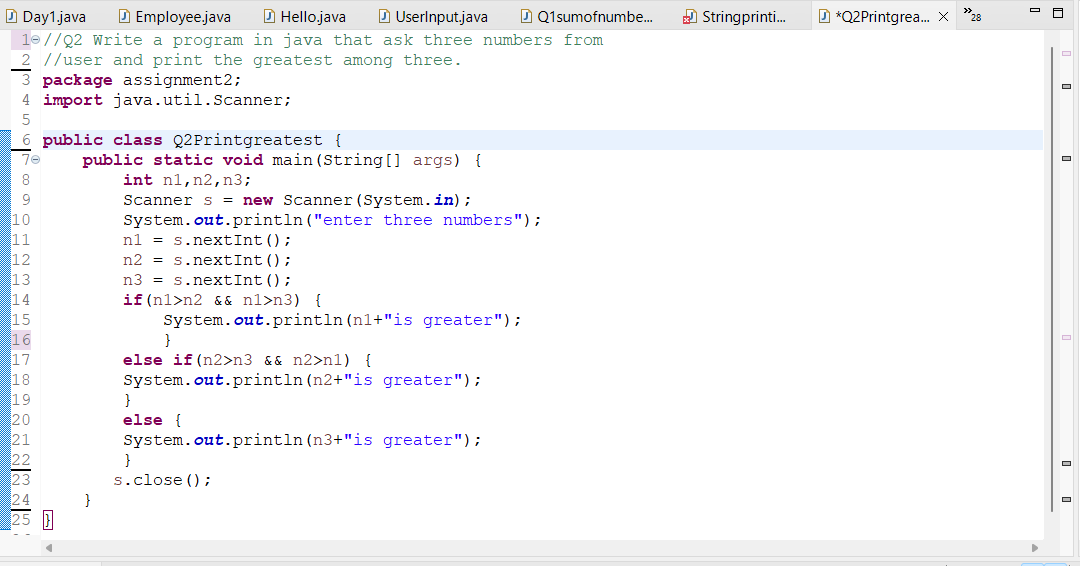 Day1.java Employee.java Hello.java UserInput.java Q1sumofnumbe... Stringprinti... *Q2Printgrea... 28
1 //Q2 Write a program in java that ask three numbers from
2 //user and print the greatest among three.
3 package assignment2;
4 import java.util.Scanner;
5
6 public class Q2Printgreatest {
7 public static void main(String[] args) {
8 int n1,n2,n3;
9 Scanner s = new Scanner(System.in);
10 System.out.println("enter three numbers");
11 n1 = s.nextInt();
12 n2 = s.nextInt();
13 n3 = s.nextInt();
14 if(n1>n2 && n1>n3) {
15 System.out.println(n1+"is greater");
16 }
17 else if(n2>n3 && n2>n1) {
18 System.out.println(n2+"is greater");
19 }
20 else {
21 System.out.println(n3+"is greater");
22 }
23 s.close();
24 }
25 }